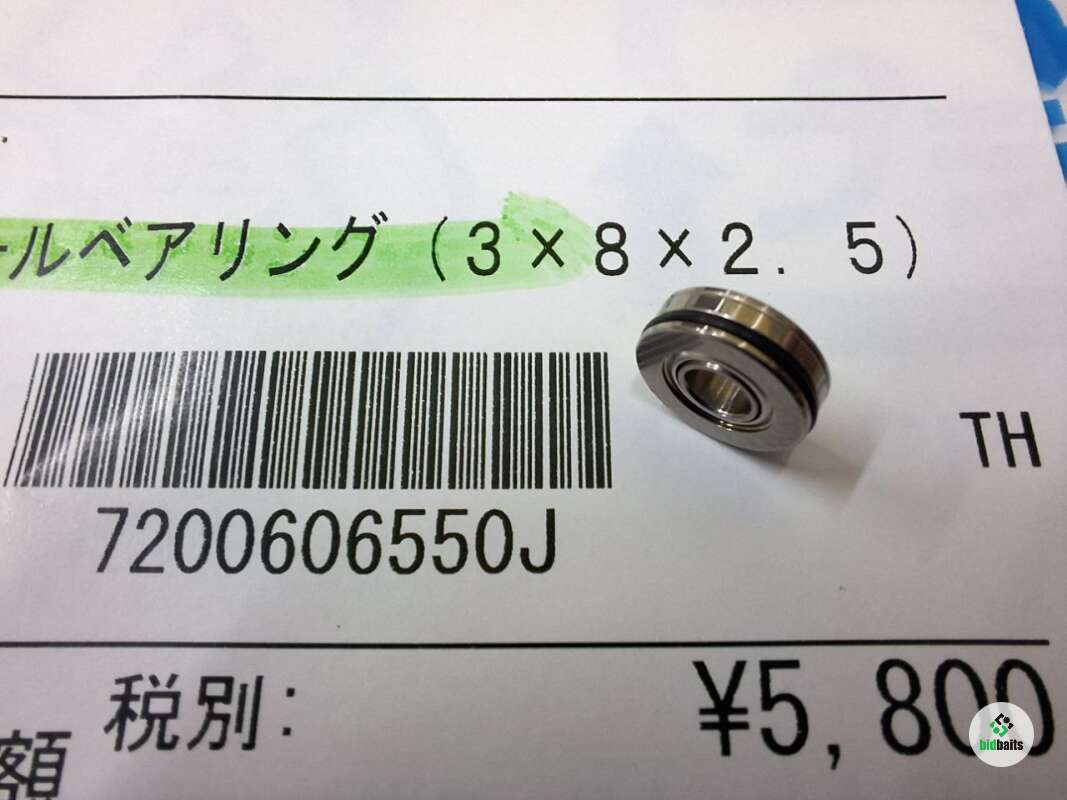 ールベアリング（3×8×2．5）
TH
7200606550J
税別：
¥5,800
額
bidbaits